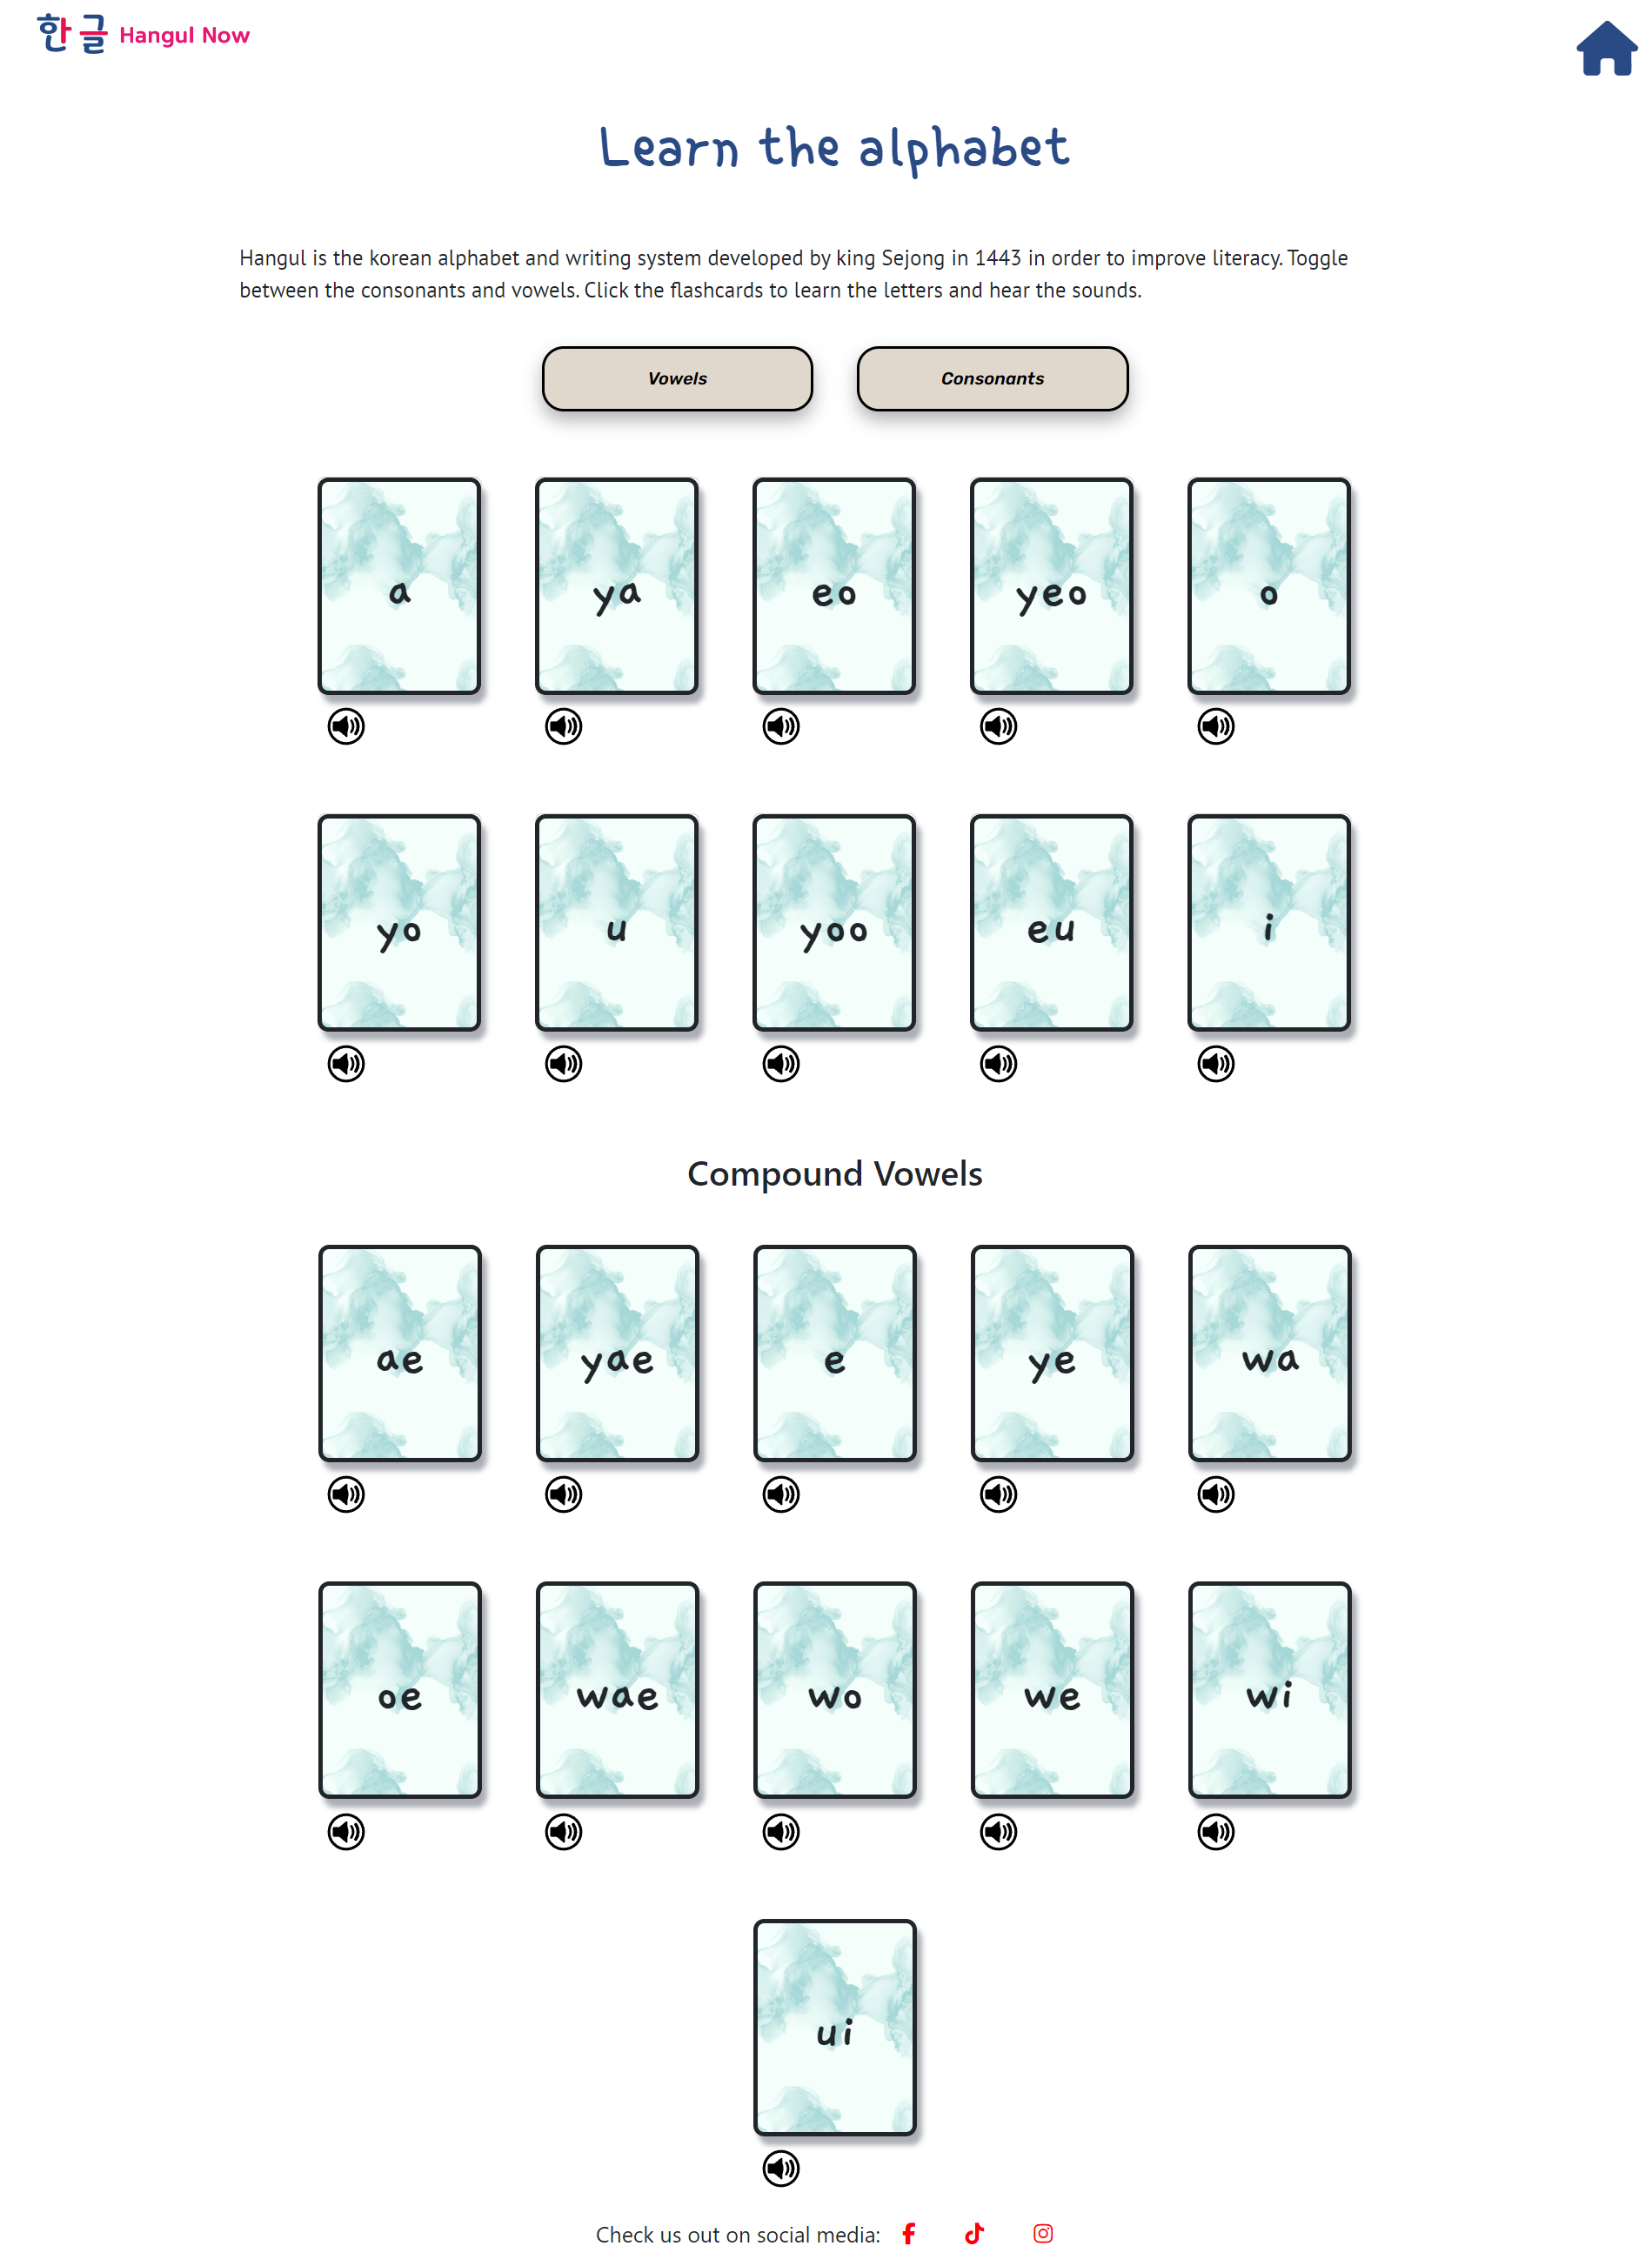 한글 Hangul Now
Learn the alphabet
Hangul is the korean alphabet and writing system developed by king Sejong in 1443 in order to improve literacy. Toggle
between the consonants and vowels. Click the flashcards to learn the letters and hear the sounds.
Vowels Consonants
a ya eo yeo o
yo u yoo eu i
Compound Vowels
ae yae e ye wa
oe wae wo we wi
ui
Check us out on social media: